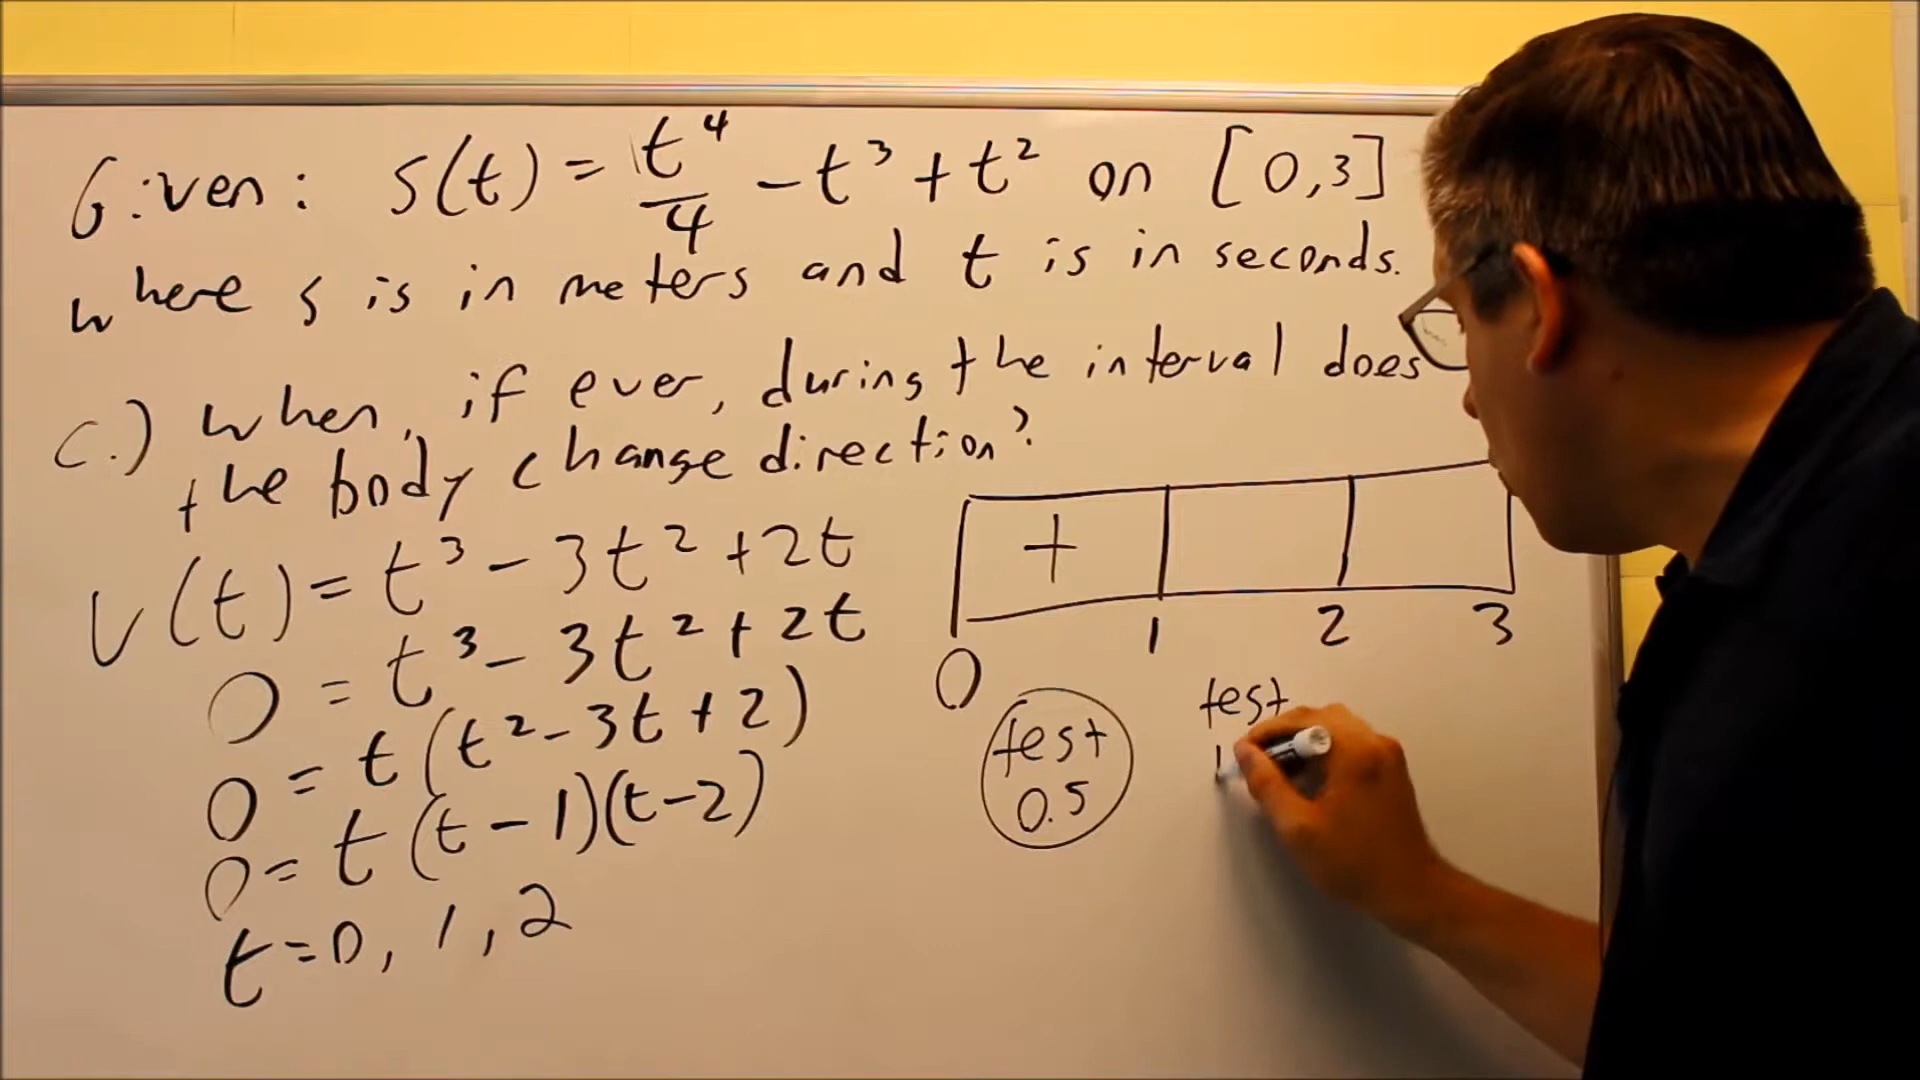 Given: s(t) = t⁴/4 - t³ + t² on [0,3]
where s is in meters and t is in seconds.
c.) when, if ever, during the interval does
the body change direction?
v(t) = t³ - 3t² + 2t
0 = t³ - 3t² + 2t
0 = t(t² - 3t + 2)
0 = t(t - 1)(t - 2)
t = 0, 1, 2
+
0 1 2 3
test
0.5
test
1